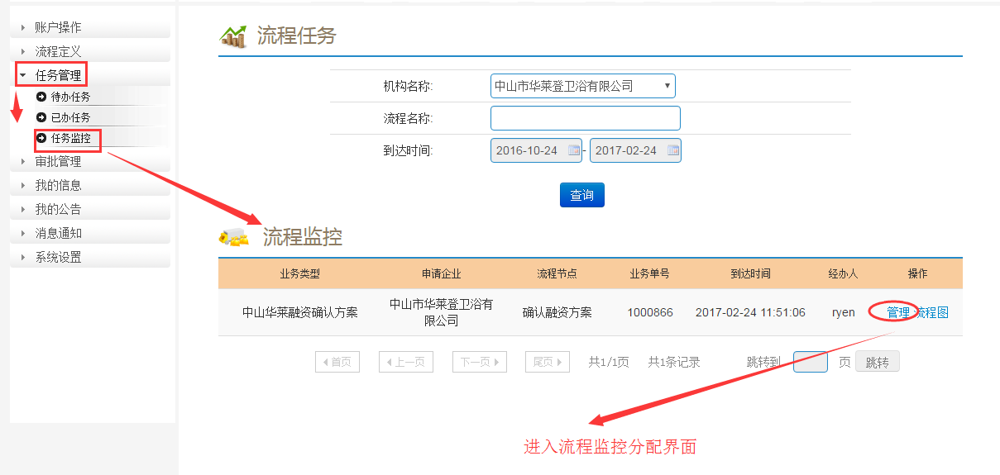 账户操作
流程定义
任务管理
待办任务
已办任务
任务监控
审批管理
我的信息
我的公告
消息通知
系统设置
流程任务
机构名称: 中山市华莱登卫浴有限公司
流程名称:
到达时间: 2016-10-24 - 2017-02-24
查询
流程监控
业务类型 申请企业 流程节点 业务单号 到达时间 经办人 操作
中山华莱融资确认方案 中山市华莱登卫浴有 确认融资方案 1000866 2017-02-24 11:51:06 ryen 管理 流程图
限公司
首页 上一页 下一页 尾页 共1/1页 共1条记录 跳转到 页 跳转
进入流程监控分配界面